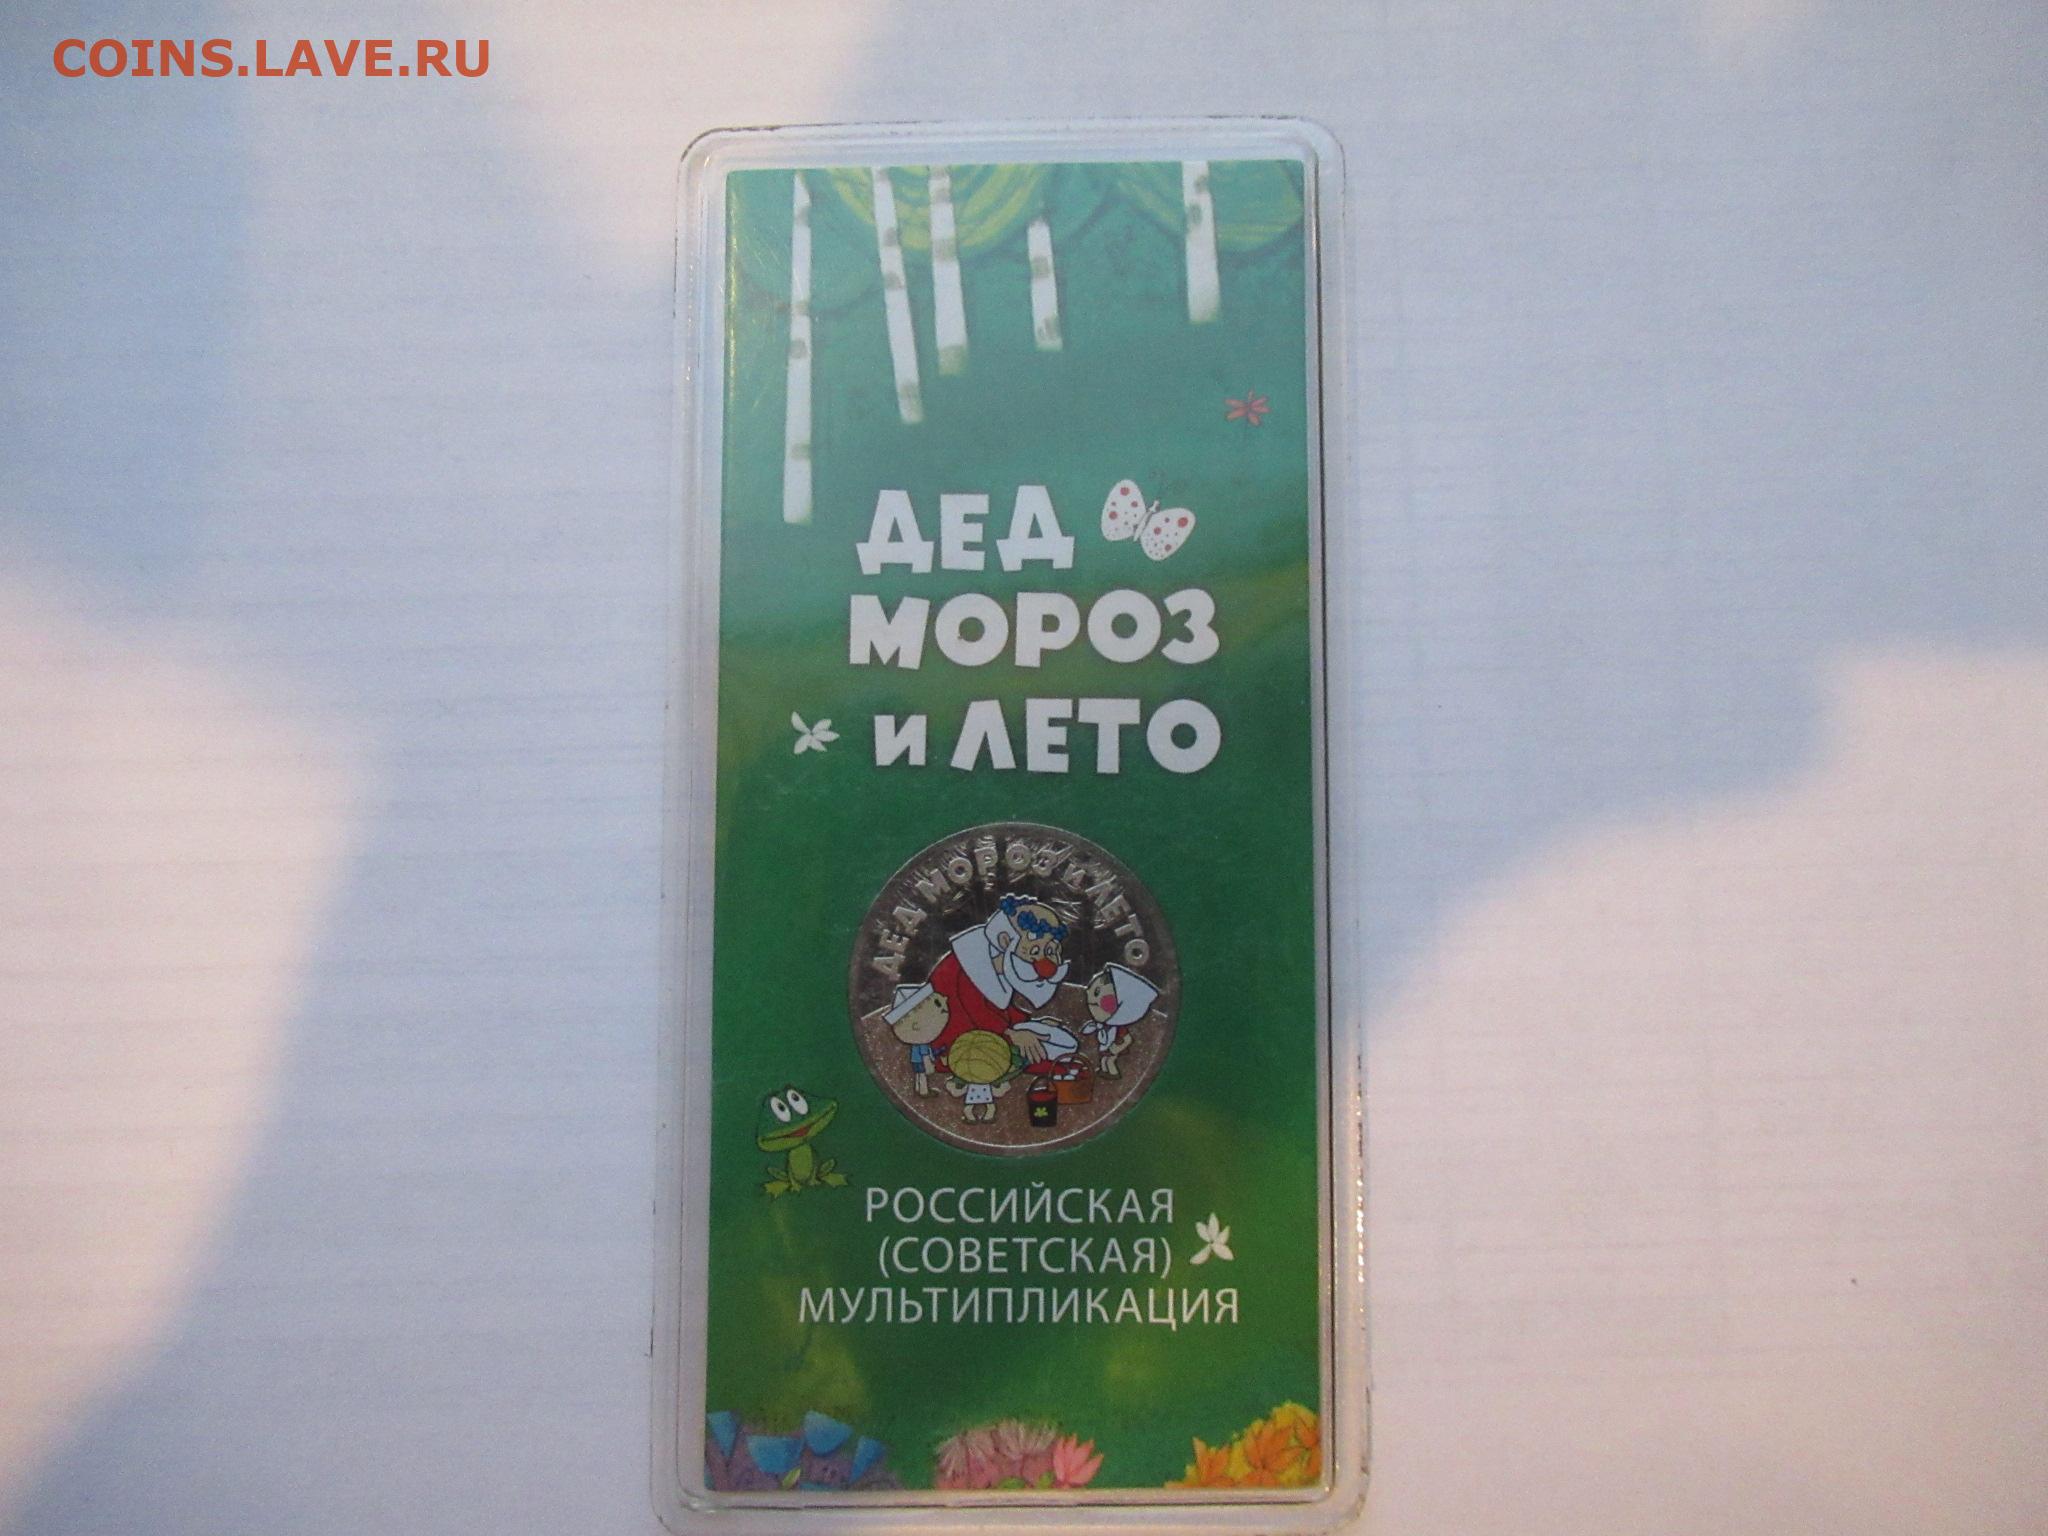 COINS.LAVE.RU
ДЕД
МОРОЗ
и ЛЕТО
ДЕД МОРОЗ и ЛЕТО
РОССИЙСКАЯ
(СОВЕТСКАЯ)
МУЛЬТИПЛИКАЦИЯ